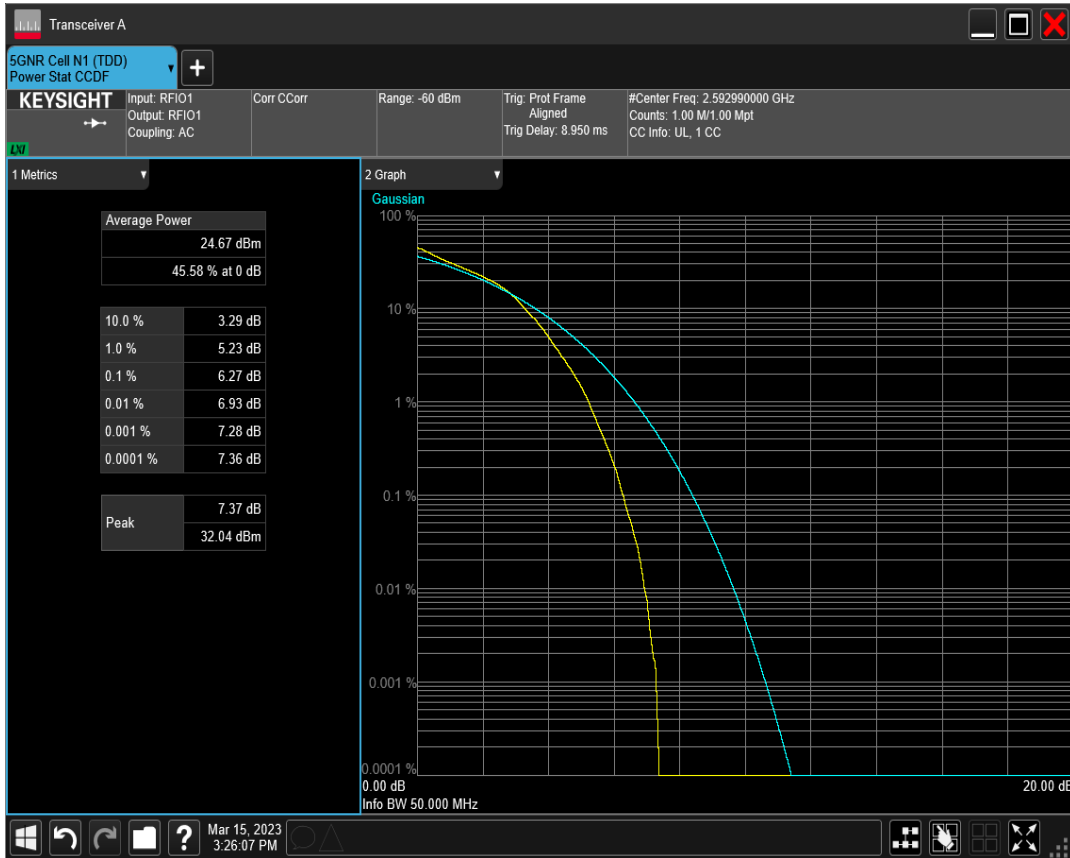 Transceiver A
5GNR Cell N1 (TDD)
Power Stat CCDF
+
KEYSIGHT
LXI
Input: RFIO1
Output: RFIO1
Coupling: AC
Corr CCorr
Range: -60 dBm
Trig: Prot Frame
Aligned
Trig Delay: 8.950 ms
#Center Freq: 2.592990000 GHz
Counts: 1.00 M/1.00 Mpt
CC Info: UL, 1 CC
1 Metrics
Average Power
24.67 dBm
45.58 % at 0 dB
10.0 % 3.29 dB
1.0 % 5.23 dB
0.1 % 6.27 dB
0.01 % 6.93 dB
0.001 % 7.28 dB
0.0001 % 7.36 dB
Peak
7.37 dB
32.04 dBm
2 Graph
Gaussian
100 %
10 %
1 %
0.1 %
0.01 %
0.001 %
0.0001 %
0.00 dB 20.00 dB
Info BW 50.000 MHz
?
Mar 15, 2023
3:26:07 PM